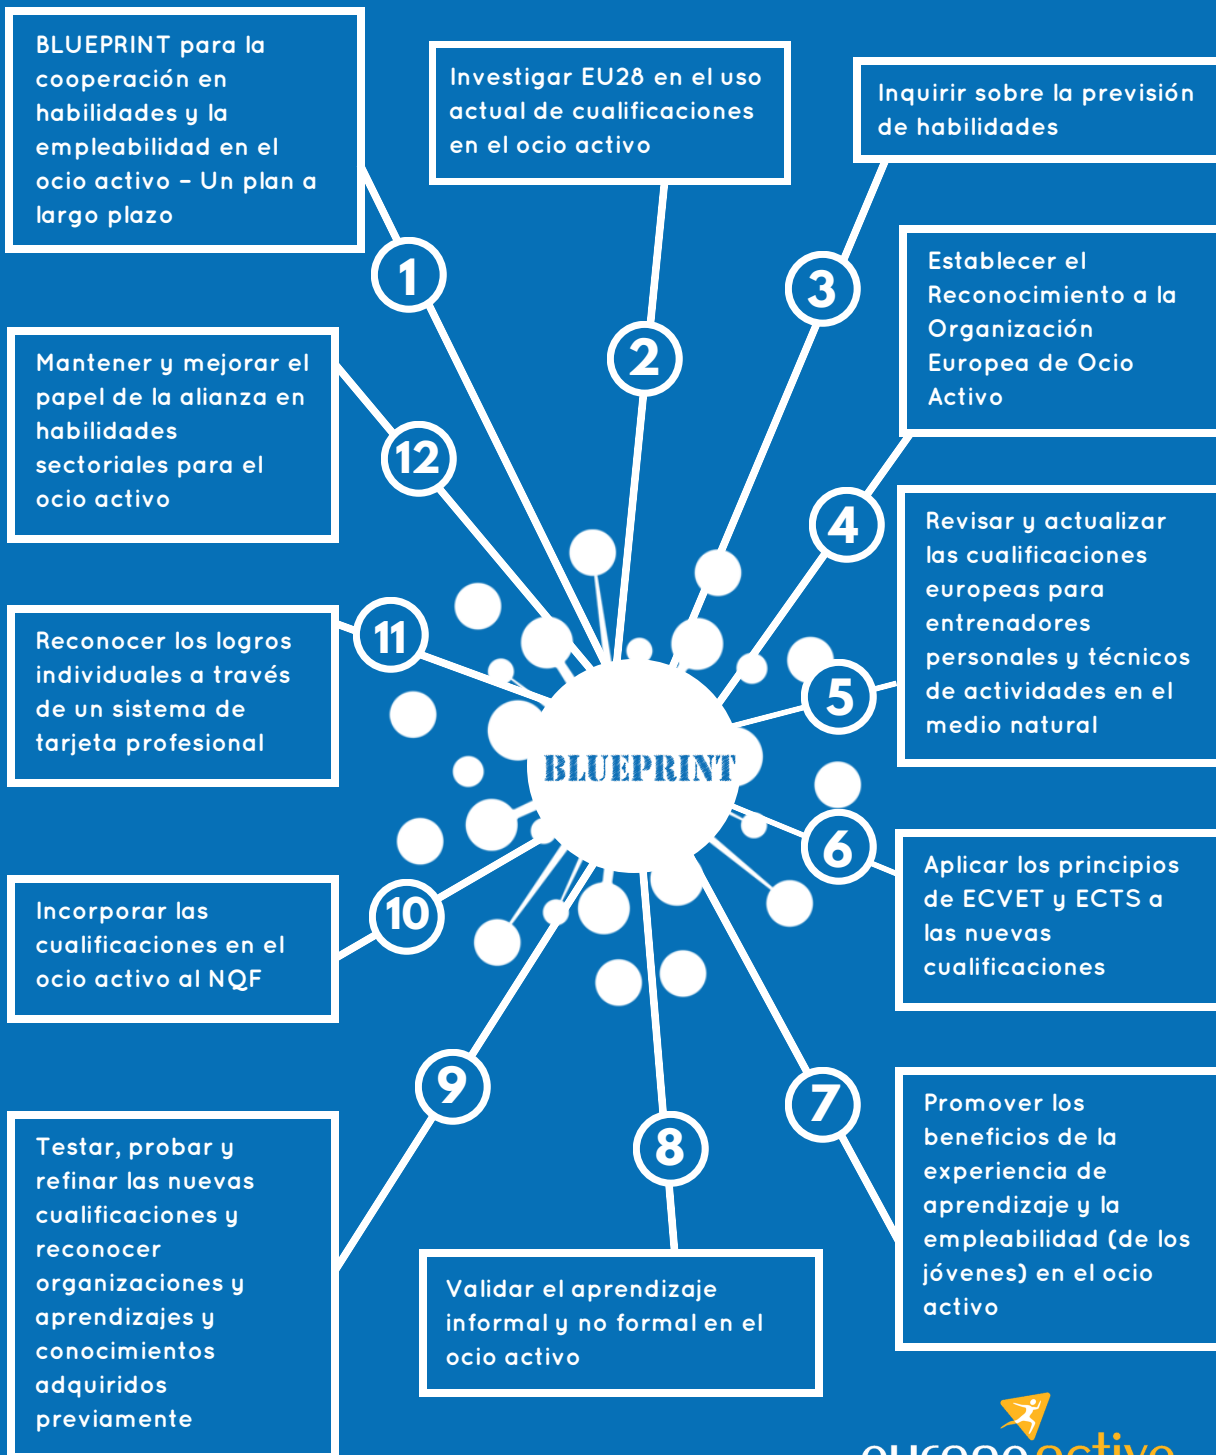 BLUEPRINT para la
cooperación en
habilidades y la
empleabilidad en el
ocio activo – Un plan a
largo plazo
1
Investigar EU28 en el uso
actual de cualificaciones
en el ocio activo
2
Inquirir sobre la previsión
de habilidades
3
Establecer el
Reconocimiento a la
Organización
Europea de Ocio
Activo
4
Revisar y actualizar
las cualificaciones
europeas para
entrenadores
personales y técnicos
de actividades en el
medio natural
5
Aplicar los principios
de ECVET y ECTS a
las nuevas
cualificaciones
6
Promover los
beneficios de la
experiencia de
aprendizaje y la
empleabilidad (de los
jóvenes) en el ocio
activo
7
Validar el aprendizaje
informal y no formal en el
ocio activo
8
Testar, probar y
refinar las nuevas
cualificaciones y
reconocer
organizaciones y
aprendizajes y
conocimientos
adquiridos
previamente
9
Incorporar las
cualificaciones en el
ocio activo al NQF
10
Reconocer los logros
individuales a través
de un sistema de
tarjeta profesional
11
Mantener y mejorar el
papel de la alianza en
habilidades
sectoriales para el
ocio activo
12
BLUEPRINT
europeactive